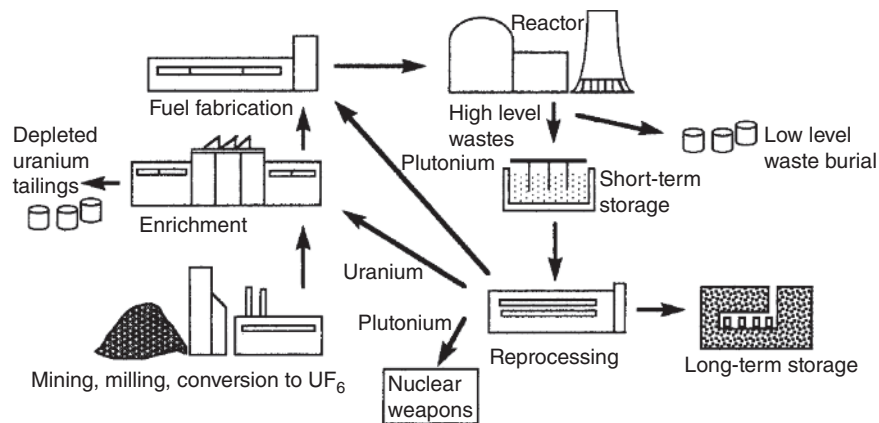 Reactor
Fuel fabrication
High level
wastes
Depleted
uranium
tailings
Plutonium
Low level
waste burial
Short-term
storage
Enrichment
Uranium
Plutonium
Reprocessing
Long-term storage
Mining, milling, conversion to UF₆
Nuclear
weapons